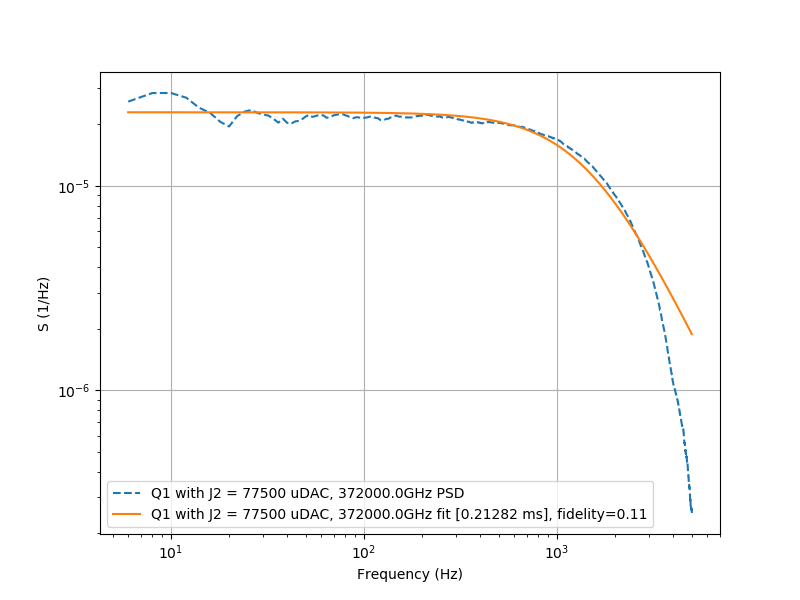 S (1/Hz)
10⁻⁵
10⁻⁶
Q1 with J2 = 77500 uDAC, 372000.0GHz PSD
Q1 with J2 = 77500 uDAC, 372000.0GHz fit [0.21282 ms], fidelity=0.11
10¹ 10² 10³
Frequency (Hz)